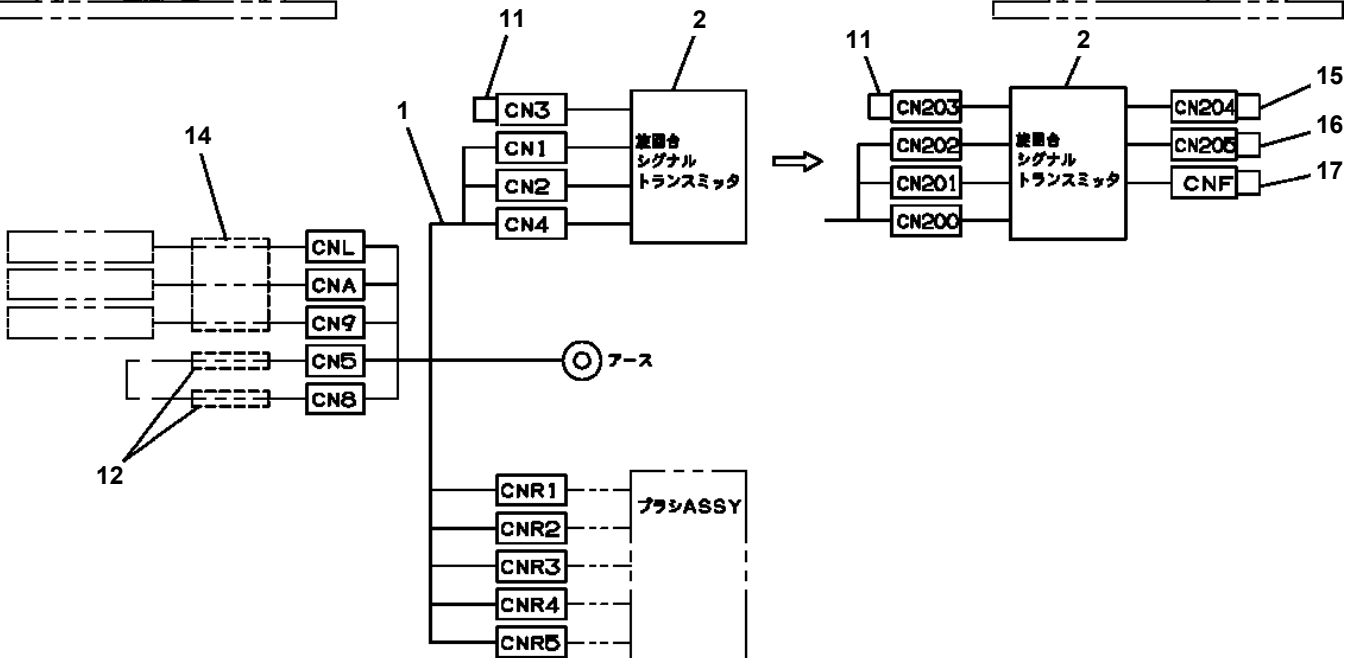 11
2
11
2
15
1
CN3
CN203
CN204
16
14
CN1
旋回台
シグナル
トランスミッタ
CN202
旋回台
シグナル
トランスミッタ
CN205
17
CN2
CN201
CNF
CN4
CN200
CNL
CNA
CN9
CN5
アース
CN8
12
CNR1
ブラシASSY
CNR2
CNR3
CNR4
CNR5